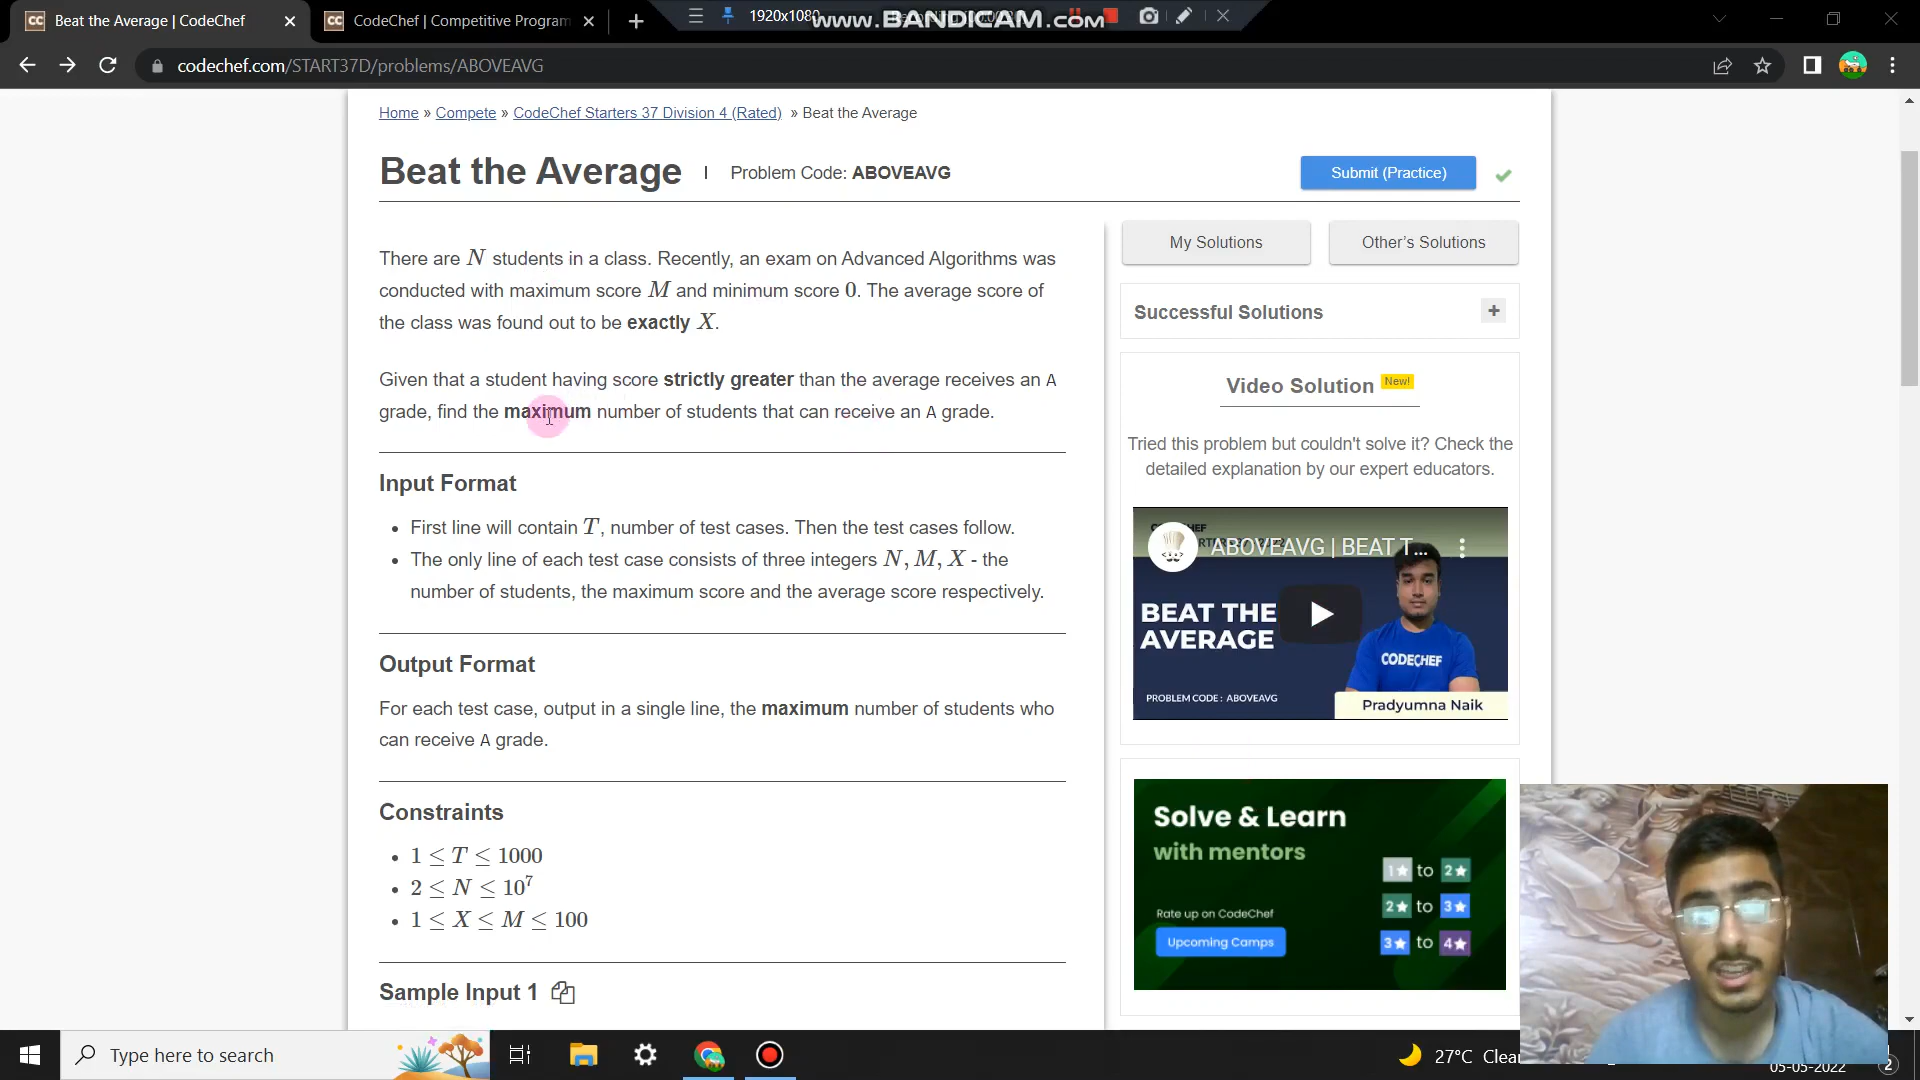 Beat the Average | CodeChef
CodeChef | Competitive Program
1920x1080
www.BANDICAM.com
codechef.com/START37D/problems/ABOVEAVG
Home » Compete » CodeChef Starters 37 Division 4 (Rated) » Beat the Average
Beat the Average | Problem Code: ABOVEAVG
Submit (Practice)
There are N students in a class. Recently, an exam on Advanced Algorithms was
conducted with maximum score M and minimum score 0. The average score of
the class was found out to be exactly X.
Given that a student having score strictly greater than the average receives an A
grade, find the maximum number of students that can receive an A grade.
Input Format
• First line will contain T, number of test cases. Then the test cases follow.
• The only line of each test case consists of three integers N, M, X - the
number of students, the maximum score and the average score respectively.
Output Format
For each test case, output in a single line, the maximum number of students who
can receive A grade.
Constraints
• 1 ≤ T ≤ 1000
• 2 ≤ N ≤ 10⁷
• 1 ≤ X ≤ M ≤ 100
Sample Input 1
My Solutions
Other's Solutions
Successful Solutions
+
Video Solution New!
Tried this problem but couldn't solve it? Check the
detailed explanation by our expert educators.
ABOVEAVG | BEAT T...
BEAT THE
AVERAGE
CODECHEF
PROBLEM CODE : ABOVEAVG
Pradyumna Naik
Solve & Learn
with mentors
1★ to 2★
2★ to 3★
3★ to 4★
Rate up on CodeChef
Upcoming Camps
Type here to search
27°C Clea
05-05-2022
2